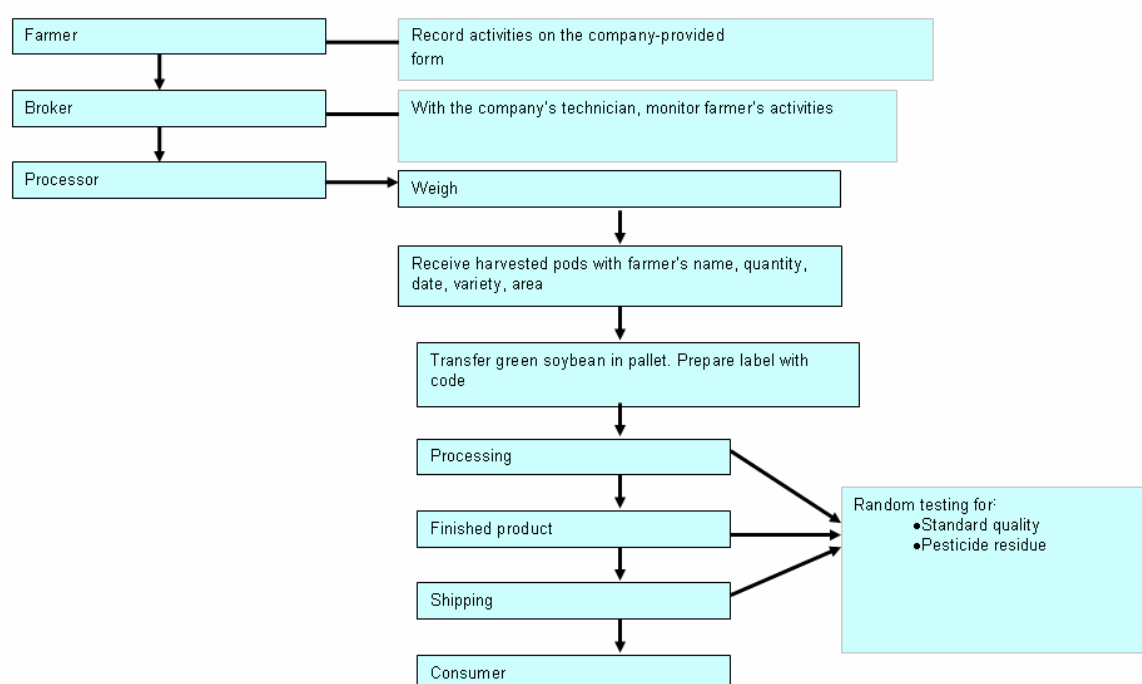 Farmer
Record activities on the company-provided
form
Broker
With the company's technician, monitor farmer's activities
Processor
Weigh
Receive harvested pods with farmer's name, quantity,
date, variety, area
Transfer green soybean in pallet. Prepare label with
code
Processing
Finished product
Shipping
Consumer
Random testing for:
•Standard quality
•Pesticide residue